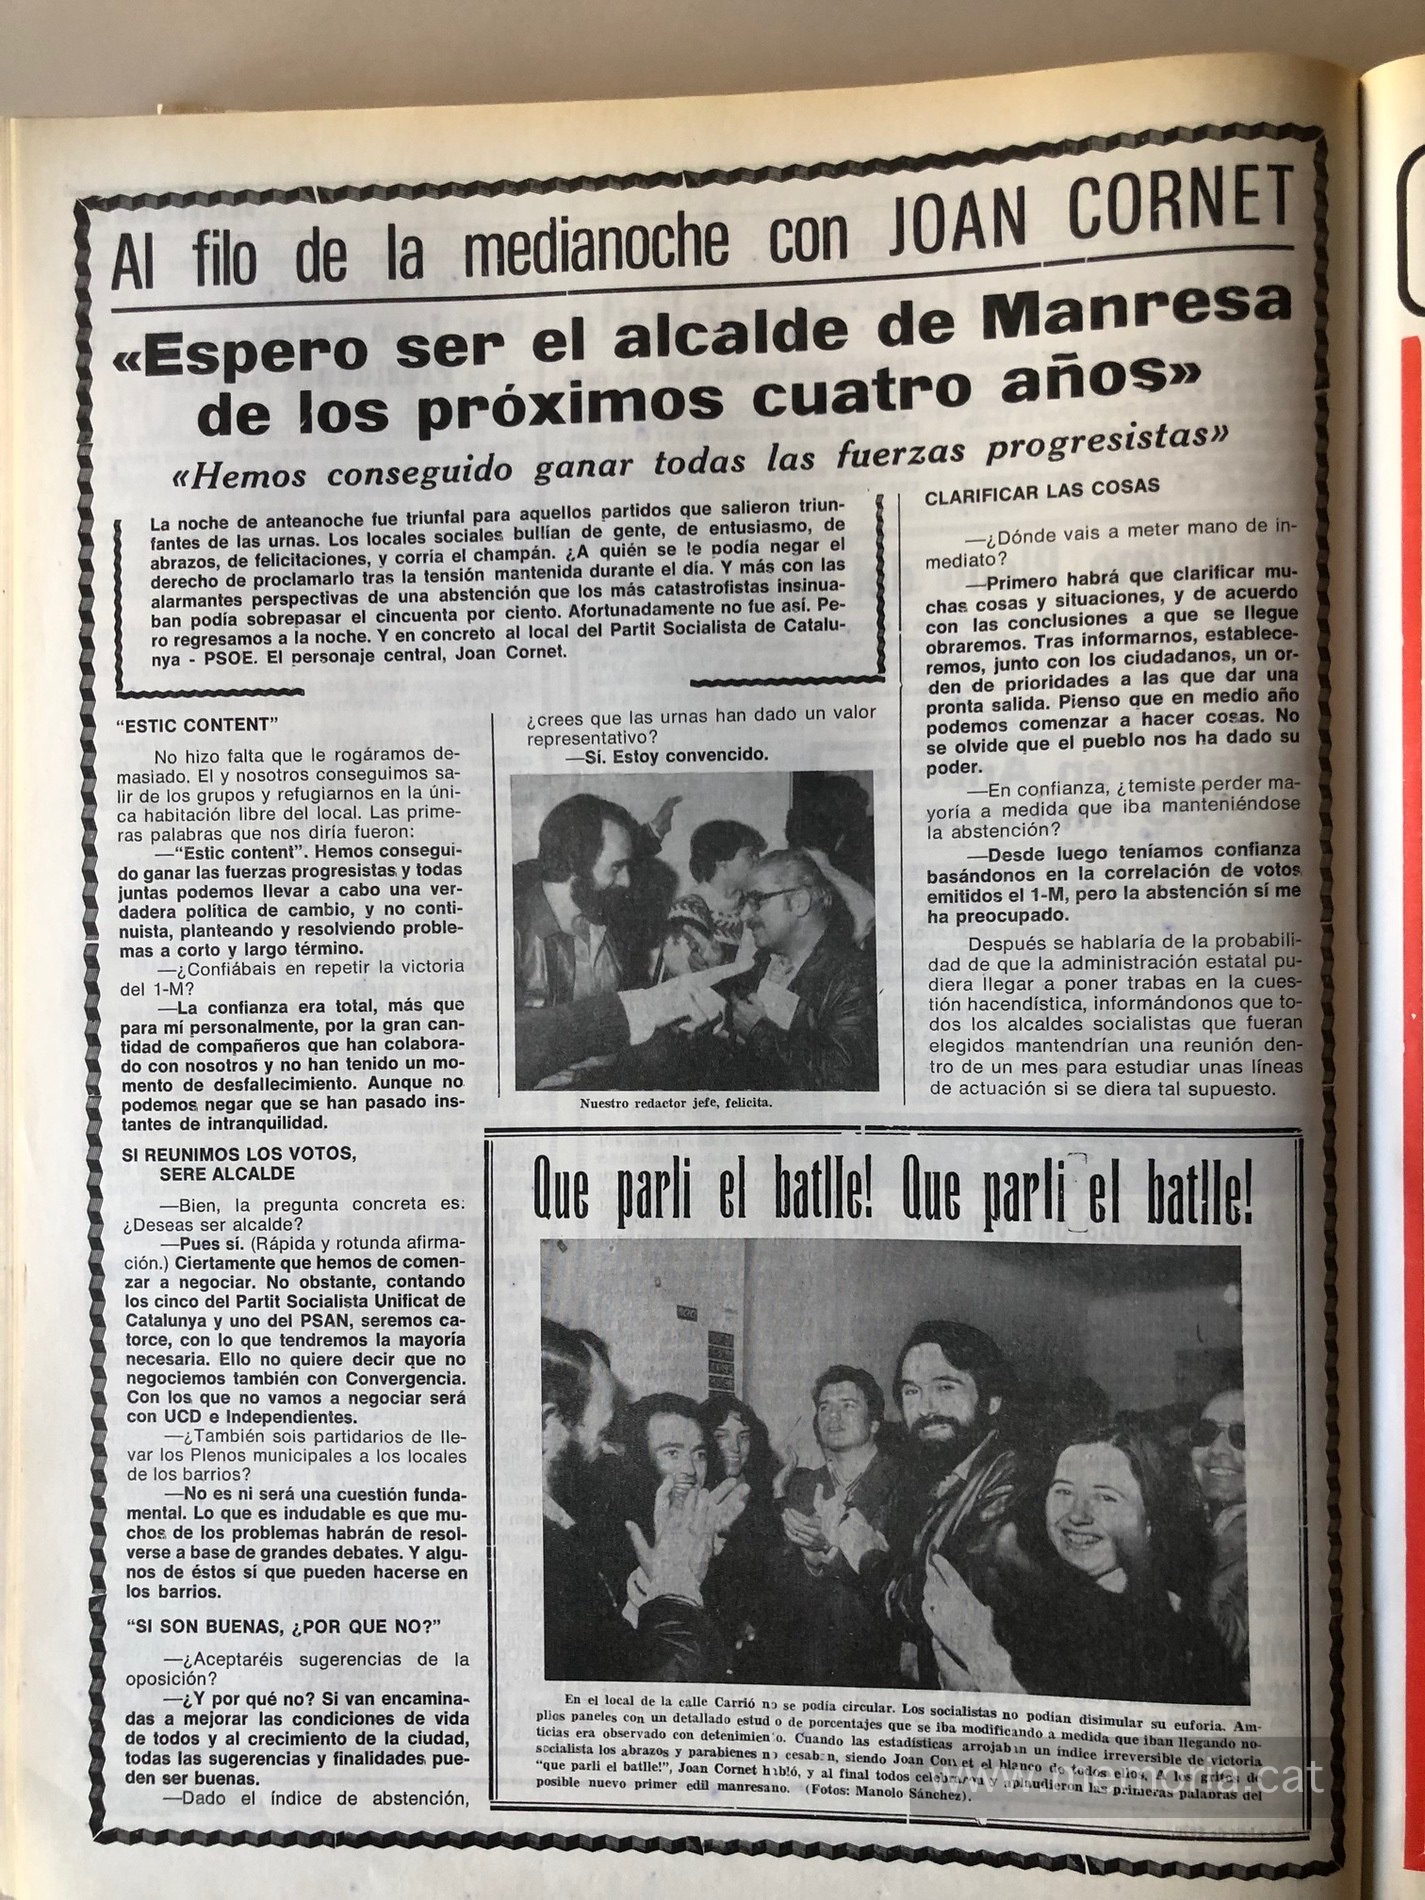 Al filo de la medianoche con JOAN CORNET
«Espero ser el alcalde de Manresa
de los próximos cuatro años»
«Hemos conseguido ganar todas las fuerzas progresistas»
La noche de anteanoche fue triunfal para aquellos partidos que salieron triun-
fantes de las urnas. Los locales sociales bullían de gente, de entusiasmo, de
abrazos, de felicitaciones, y corría el champán. ¿A quién se le podía negar el
derecho de proclamarlo tras la tensión mantenida durante el día. Y más con las
alarmantes perspectivas de una abstención que los más catastrofistas insinua-
ban podía sobrepasar el cincuenta por ciento. Afortunadamente no fue así. Pe-
ro regresamos a la noche. Y en concreto al local del Partit Socialista de Catalu-
nya - PSOE. El personaje central, Joan Cornet.
“ESTIC CONTENT”
No hizo falta que le rogáramos de-
masiado. El y nosotros conseguimos sa-
lir de los grupos y refugiarnos en la úni-
ca habitación libre del local. Las prime-
ras palabras que nos diría fueron:
—“Estic content”. Hemos consegui-
do ganar las fuerzas progresistas y todas
juntas podemos llevar a cabo una ver-
dadera política de cambio, y no conti-
nuista, planteando y resolviendo proble-
mas a corto y largo término.
—¿Confiábais en repetir la victoria
del 1-M?
—La confianza era total, más que
para mí personalmente, por la gran can-
tidad de compañeros que han colabora-
do con nosotros y no han tenido un mo-
mento de desfallecimiento. Aunque no
podemos negar que se han pasado ins-
tantes de intranquilidad.
SI REUNIMOS LOS VOTOS,
SERE ALCALDE
—Bien, la pregunta concreta es:
¿Deseas ser alcalde?
—Pues sí. (Rápida y rotunda afirma-
ción.) Ciertamente que hemos de comen-
zar a negociar. No obstante, contando
los cinco del Partit Socialista Unificat de
Catalunya y uno del PSAN, seremos ca-
torce, con lo que tendremos la mayoría
necesaria. Ello no quiere decir que no
negociemos también con Convergencia.
Con los que no vamos a negociar será
con UCD e Independientes.
—¿También sois partidarios de lle-
var los Plenos municipales a los locales
de los barrios?
—No es ni será una cuestión funda-
mental. Lo que es indudable es que mu-
chos de los problemas habrán de resol-
verse a base de grandes debates. Y algu-
nos de éstos sí que pueden hacerse en
los barrios.
“SI SON BUENAS, ¿POR QUE NO?”
—¿Aceptaréis sugerencias de la
oposición?
—¿Y por qué no? Si van encamina-
das a mejorar las condiciones de vida
de todos y al crecimiento de la ciudad,
todas las sugerencias y finalidades pue-
den ser buenas.
—Dado el índice de abstención,
¿crees que las urnas han dado un valor
representativo?
—Sí. Estoy convencido.
Nuestro redactor jefe, felicita.
CLARIFICAR LAS COSAS
—¿Dónde vais a meter mano de in-
mediato?
—Primero habrá que clarificar mu-
chas cosas y situaciones, y de acuerdo
con las conclusiones a que se llegue
obraremos. Tras informarnos, establece-
remos, junto con los ciudadanos, un or-
den de prioridades a las que dar una
pronta salida. Pienso que en medio año
podemos comenzar a hacer cosas. No
se olvide que el pueblo nos ha dado su
poder.
—En confianza, ¿temiste perder ma-
yoría a medida que iba manteniéndose
la abstención?
—Desde luego teníamos confianza
basándonos en la correlación de votos
emitidos el 1-M, pero la abstención sí me
ha preocupado.
Después se hablaría de la probabili-
dad de que la administración estatal pu-
diera llegar a poner trabas en la cues-
tión hacendística, informándonos que to-
dos los alcaldes socialistas que fueran
elegidos mantendrían una reunión den-
tro de un mes para estudiar unas líneas
de actuación si se diera tal supuesto.
Que parli el batlle! Que parli el batlle!
En el local de la calle Carrió no se podía circular. Los socialistas no podían disimular su euforia. Am-
plios paneles con un detallado estudio de porcentajes que se iba modificando a medida que iban llegando no-
ticias era observado con detenimiento. Cuando las estadísticas arrojaban un índice irreversible de victoria
socialista los abrazos y parabienes no cesaban, siendo Joan Cornet el blanco de todos ellos. A los gritos de
“que parli el batlle!”, Joan Cornet habló, y al final todos celebraron y aplaudieron las primeras palabras del
posible nuevo primer edil manresano. (Fotos: Manolo Sánchez).
www.memoria.cat